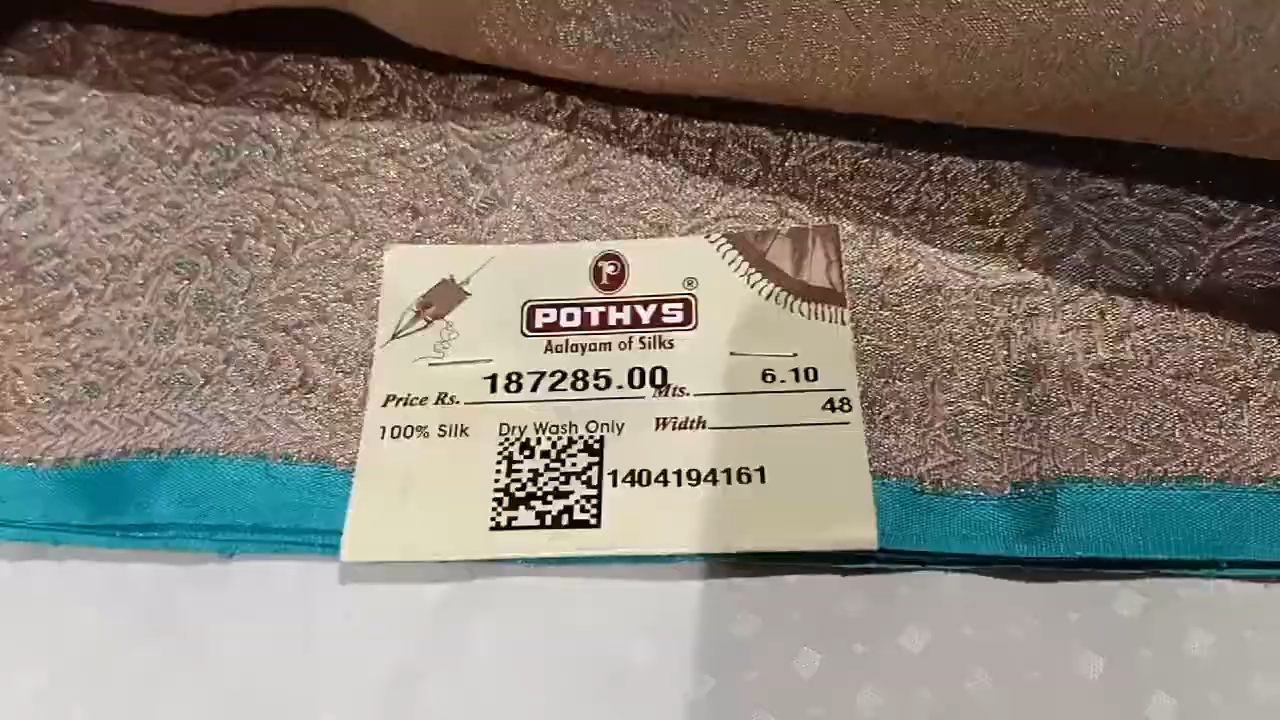 P
®
POTHYS
Aalayam of Silks
Price Rs. 187285.00 Mts. 6.10
100% Silk Dry Wash Only Width 48
1404194161